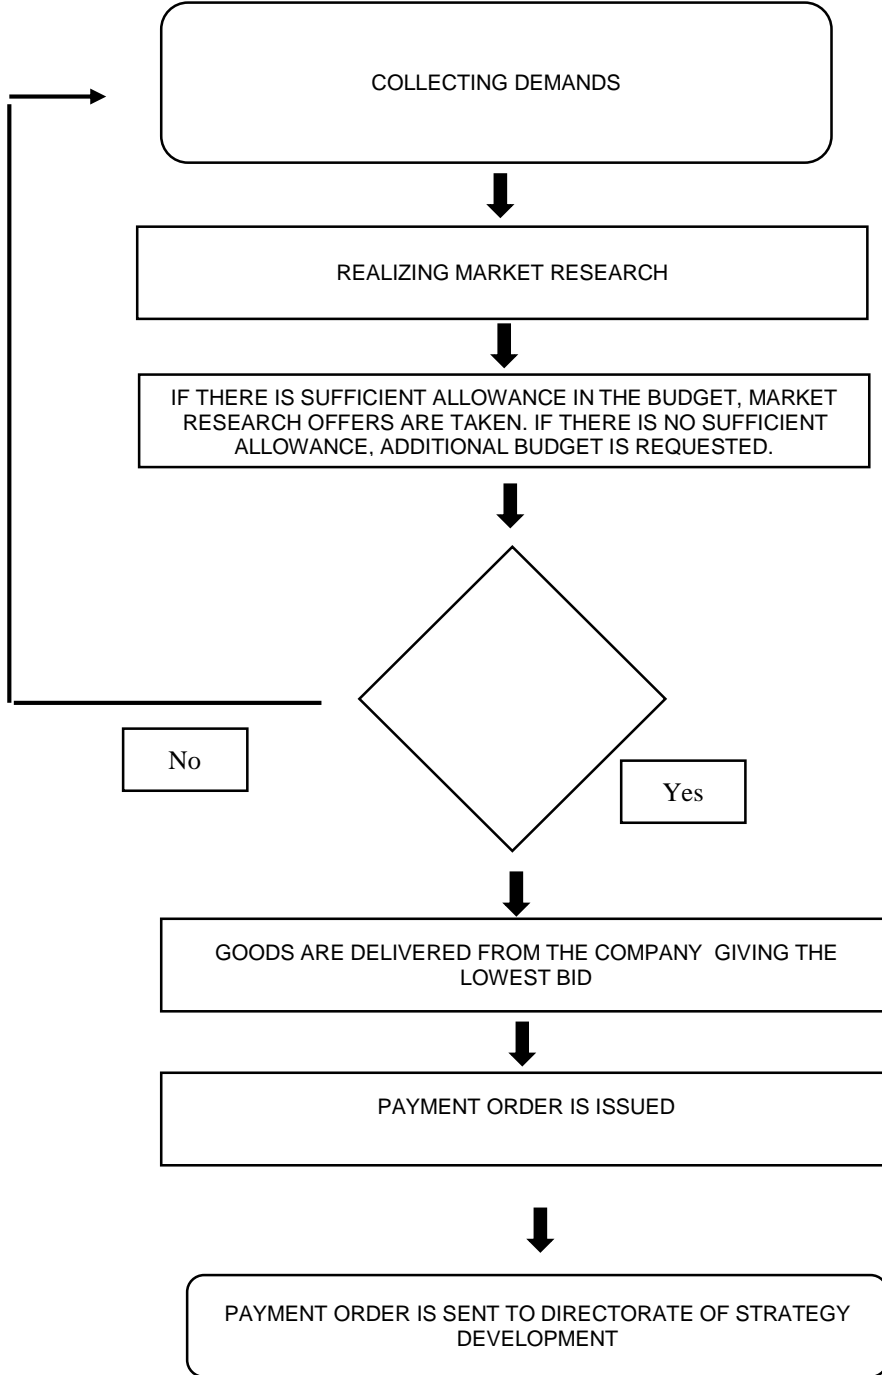 COLLECTING DEMANDS
REALIZING MARKET RESEARCH
IF THERE IS SUFFICIENT ALLOWANCE IN THE BUDGET, MARKET
RESEARCH OFFERS ARE TAKEN. IF THERE IS NO SUFFICIENT
ALLOWANCE, ADDITIONAL BUDGET IS REQUESTED.
No
Yes
GOODS ARE DELIVERED FROM THE COMPANY  GIVING THE
LOWEST BID
PAYMENT ORDER IS ISSUED
PAYMENT ORDER IS SENT TO DIRECTORATE OF STRATEGY
DEVELOPMENT